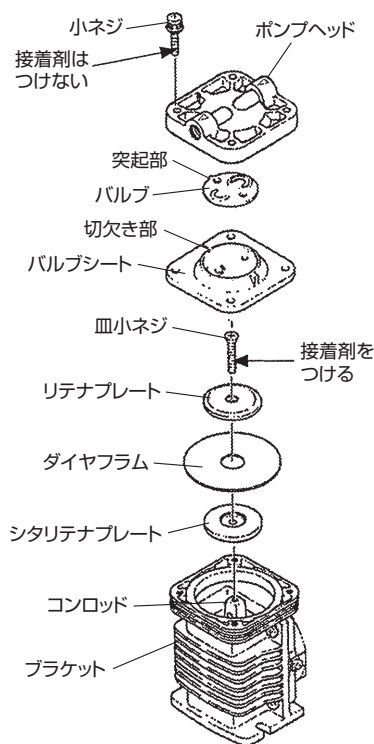 小ネジ
ポンプヘッド
接着剤は
つけない
突起部
バルブ
切欠き部
バルブシート
皿小ネジ
接着剤を
つける
リテナプレート
ダイヤフラム
シタリテナプレート
コンロッド
ブラケット